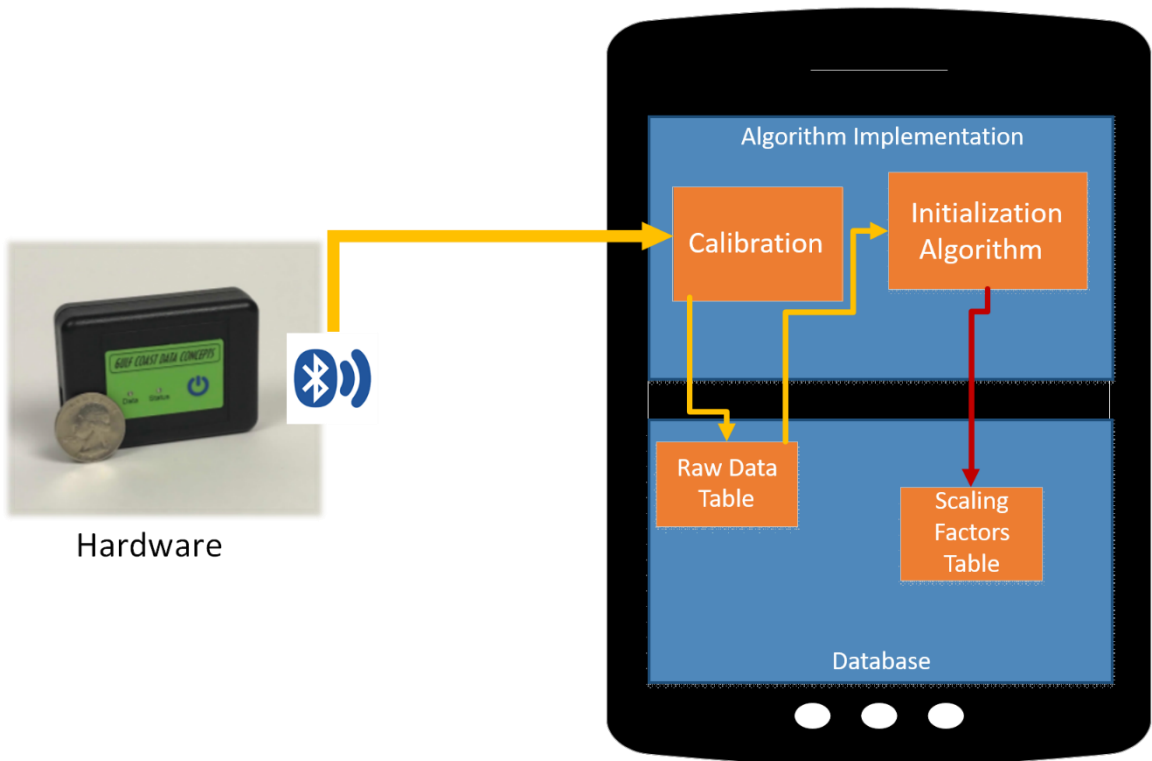 Algorithm Implementation
Calibration
Initialization
Algorithm
GULF COAST DATA CONCEPTS
Data Status
Raw Data
Table
Scaling
Factors
Table
Hardware
Database